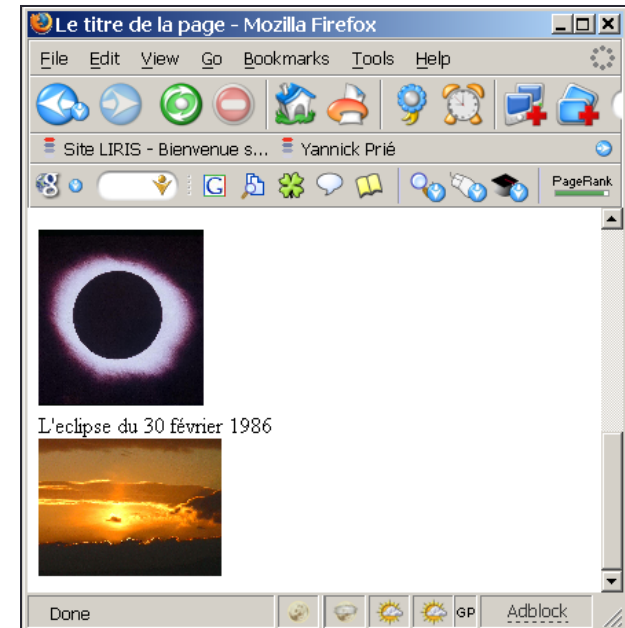 Le titre de la page - Mozilla Firefox
File Edit View Go Bookmarks Tools Help
Site LIRIS - Bienvenue s... Yannick Prié
G PageRank
L'eclipse du 30 février 1986
Done GP Adblock